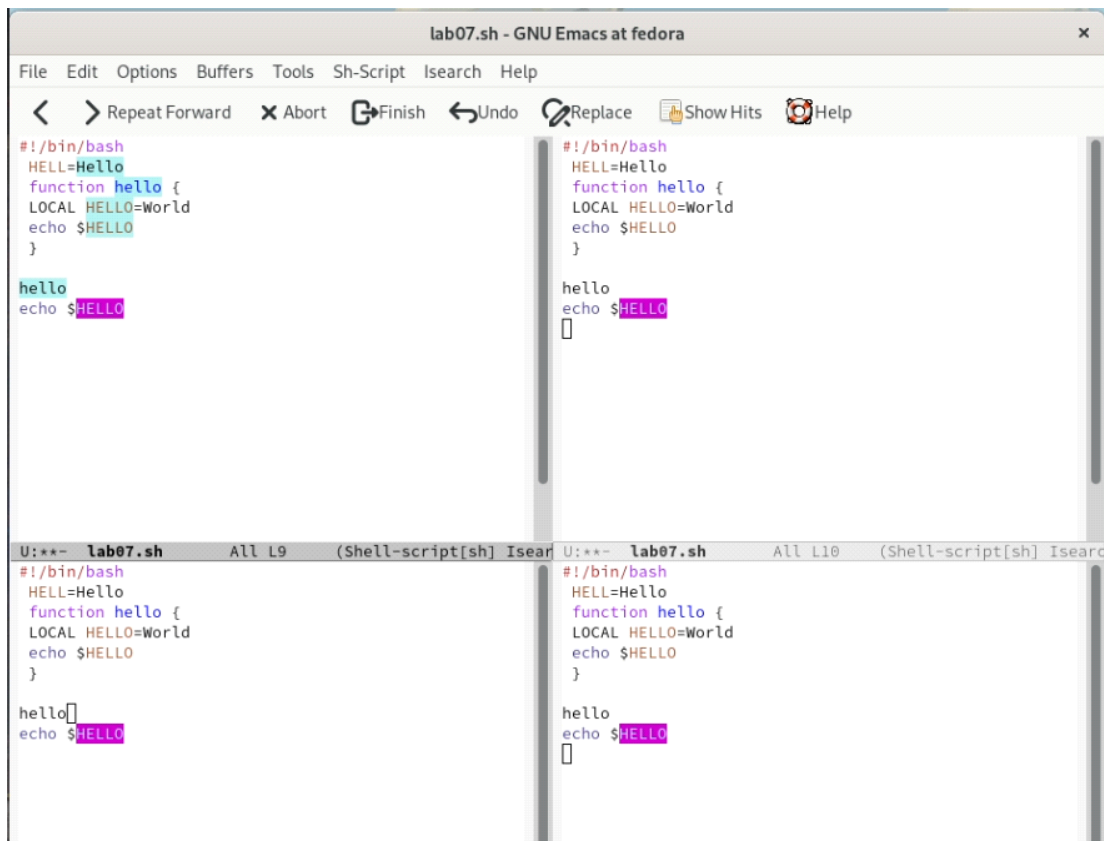 lab07.sh - GNU Emacs at fedora ×
File Edit Options Buffers Tools Sh-Script Isearch Help
Repeat Forward Abort Finish Undo Replace Show Hits Help
#!/bin/bash
HELL=Hello
function hello {
LOCAL HELLO=World
echo $HELLO
}
hello
echo $HELLO
U:**- lab07.sh All L9 (Shell-script[sh] Isear
#!/bin/bash
HELL=Hello
function hello {
LOCAL HELLO=World
echo $HELLO
}
hello
echo $HELLO
U:**- lab07.sh All L10 (Shell-script[sh] Isearc
#!/bin/bash
HELL=Hello
function hello {
LOCAL HELLO=World
echo $HELLO
}
hello
echo $HELLO
#!/bin/bash
HELL=Hello
function hello {
LOCAL HELLO=World
echo $HELLO
}
hello
echo $HELLO